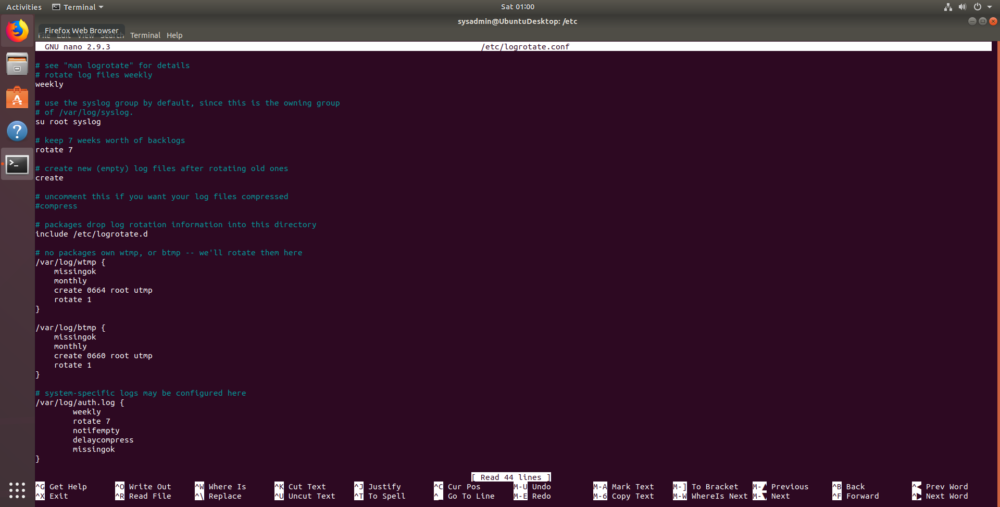 Activities Terminal Sat 01:00
sysadmin@UbuntuDesktop: /etc
Firefox Web Browser
File Edit View Search Terminal Help
GNU nano 2.9.3 /etc/logrotate.conf
# see "man logrotate" for details
# rotate log files weekly
weekly
# use the syslog group by default, since this is the owning group
# of /var/log/syslog.
su root syslog
# keep 7 weeks worth of backlogs
rotate 7
# create new (empty) log files after rotating old ones
create
# uncomment this if you want your log files compressed
#compress
# packages drop log rotation information into this directory
include /etc/logrotate.d
# no packages own wtmp, or btmp -- we'll rotate them here
/var/log/wtmp {
    missingok
    monthly
    create 0664 root utmp
    rotate 1
}
/var/log/btmp {
    missingok
    monthly
    create 0660 root utmp
    rotate 1
}
# system-specific logs may be configured here
/var/log/auth.log {
        weekly
        rotate 7
        notifempty
        delaycompress
        missingok
}
[ Read 44 lines ]
^G Get Help ^O Write Out ^W Where Is ^K Cut Text ^J Justify ^C Cur Pos M-U Undo M-A Mark Text M-] To Bracket M-▲ Previous ^B Back ^◀ Prev Word
^X Exit ^R Read File ^\ Replace ^U Uncut Text ^T To Spell ^_ Go To Line M-E Redo M-6 Copy Text M-W WhereIs Next M-▼ Next ^F Forward ^▶ Next Word